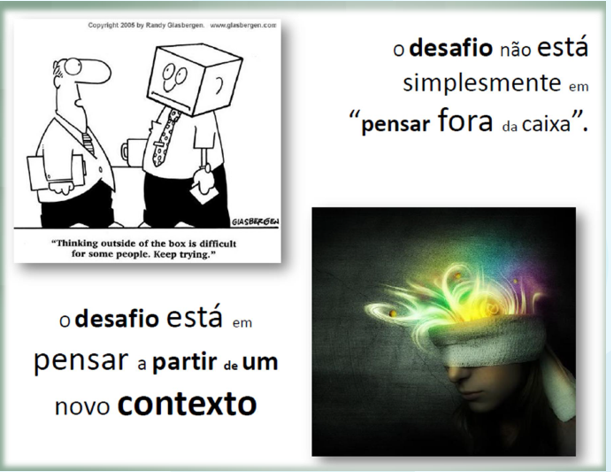 Copyright 2005 by Randy Glasbergen. www.glasbergen.com
o desafio não está
simplesmente em
“pensar fora da caixa”.
GLASBERGEN
“Thinking outside of the box is difficult
for some people. Keep trying.”
o desafio está em
pensar a partir de um
novo contexto